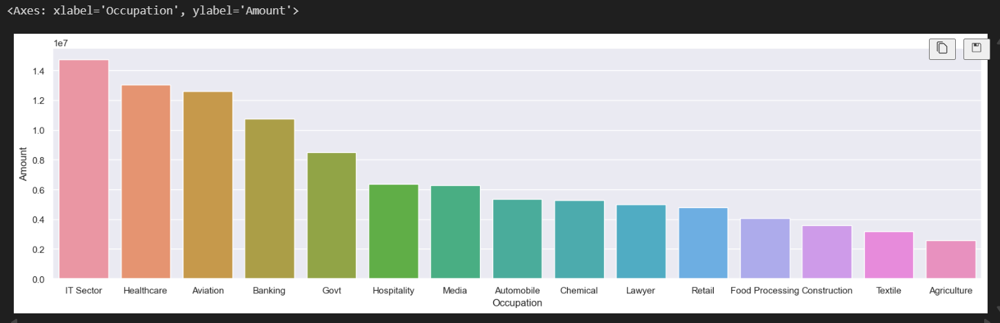 <Axes: xlabel='Occupation', ylabel='Amount'>
1e7
1.4
1.2
1.0
0.8
0.6
0.4
0.2
0.0
Amount
IT Sector Healthcare Aviation Banking Govt Hospitality Media Automobile Chemical Lawyer Retail Food Processing Construction Textile Agriculture
Occupation